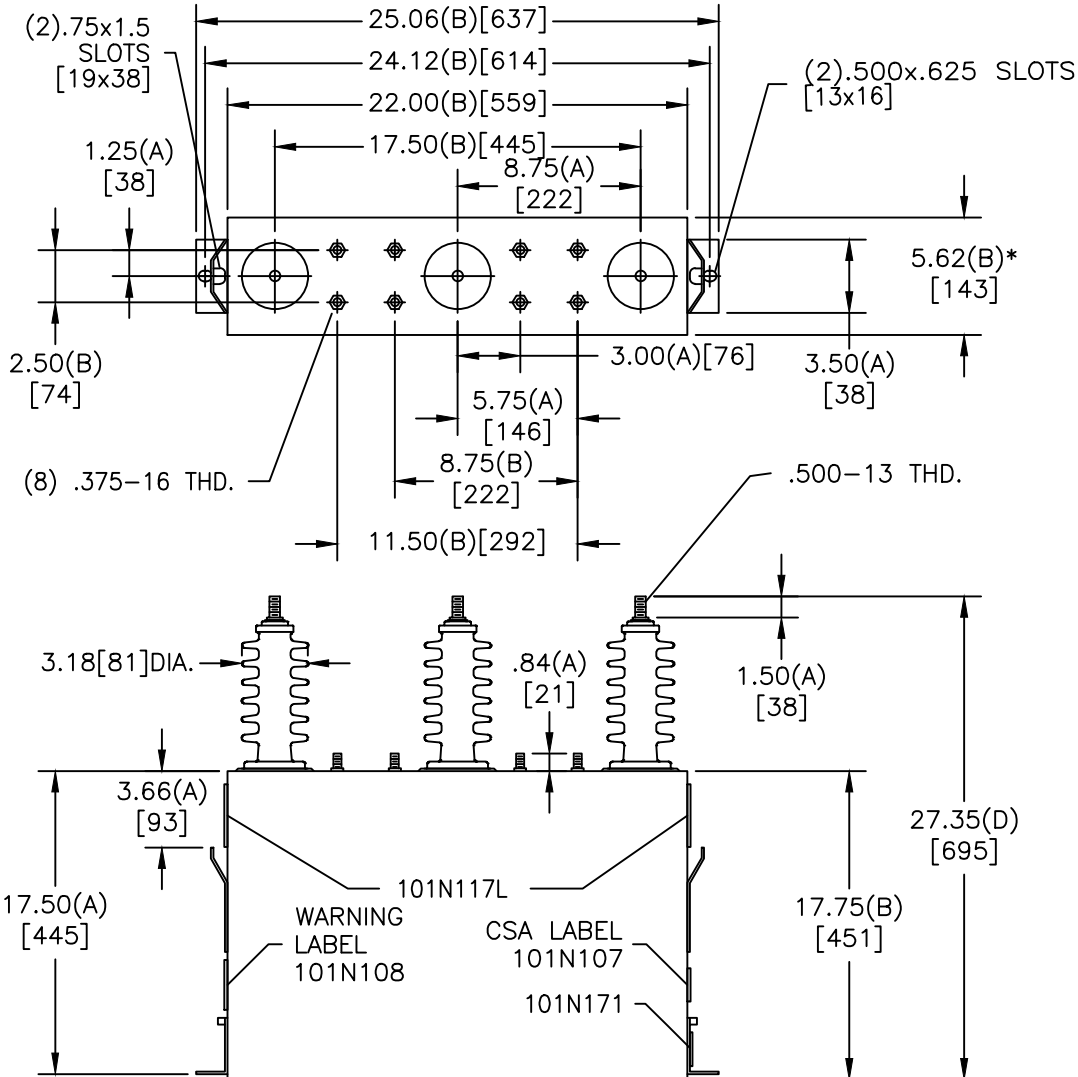 25.06(B)[637]
(2).75x1.5
SLOTS
[19x38]
24.12(B)[614]
(2).500x.625 SLOTS
[13x16]
22.00(B)[559]
17.50(B)[445]
1.25(A)
[38]
8.75(A)
[222]
5.62(B)*
[143]
2.50(B)
[74]
3.00(A)[76]
3.50(A)
[38]
5.75(A)
[146]
(8) .375-16 THD.
8.75(B)
[222]
.500-13 THD.
11.50(B)[292]
3.18[81]DIA.
.84(A)
[21]
1.50(A)
[38]
3.66(A)
[93]
27.35(D)
[695]
17.50(A)
[445]
101N117L
WARNING
LABEL
101N108
CSA LABEL
101N107
17.75(B)
[451]
101N171